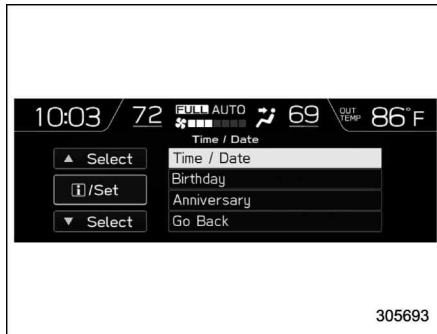 10:03 72 FULL AUTO 69 OUT TEMP 86°F
Time / Date
▲ Select
Time / Date
i/Set
Birthday
Anniversary
▼ Select
Go Back
305693